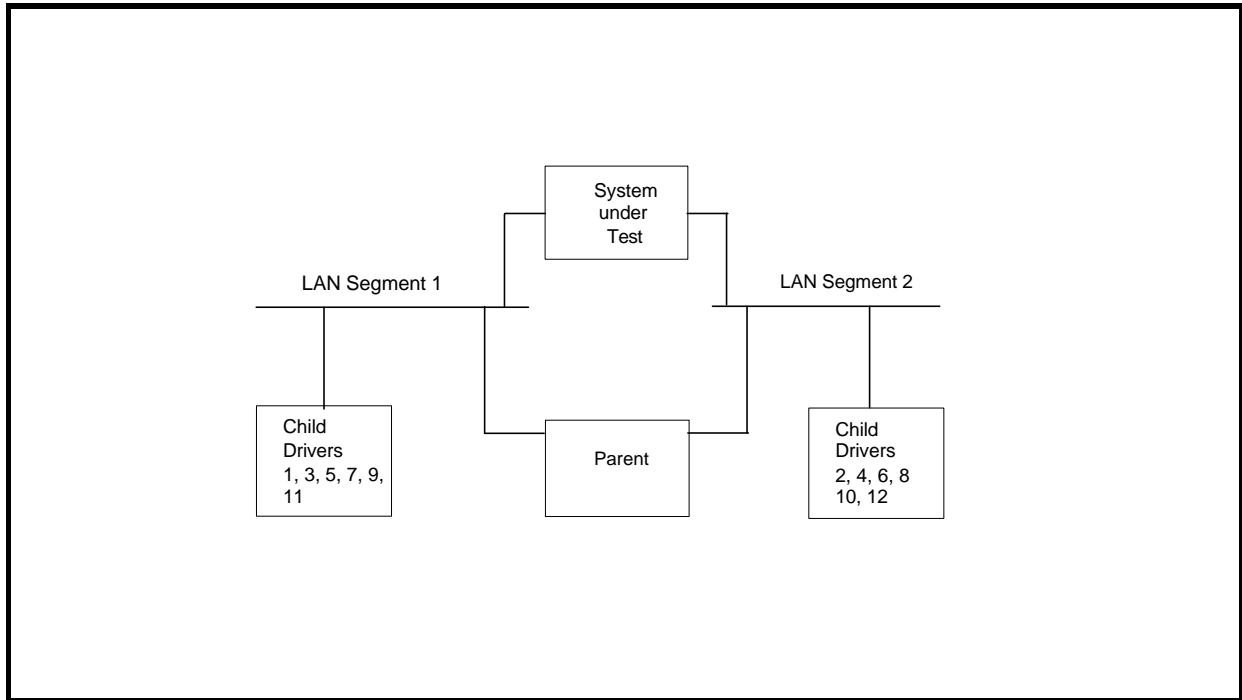 System
under
Test
LAN Segment 1
LAN Segment 2
Child
Drivers
1, 3, 5, 7, 9,
11
Parent
Child
Drivers
2, 4, 6, 8
10, 12